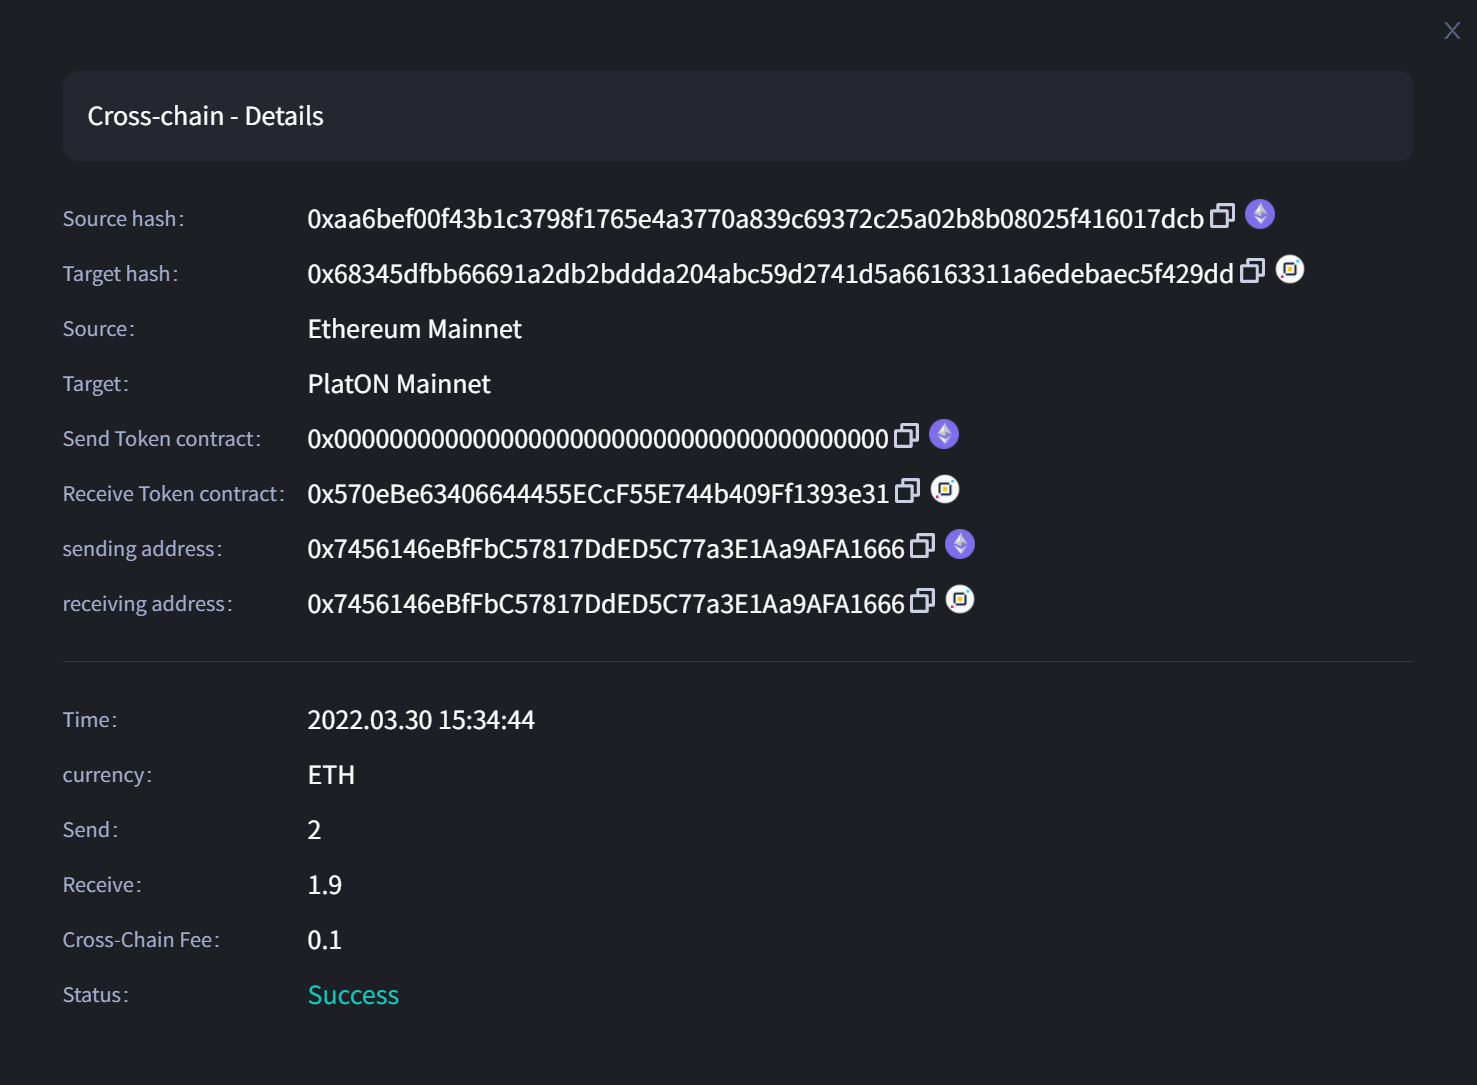 X
Cross-chain - Details
Source hash: 0xaa6bef00f43b1c3798f1765e4a3770a839c69372c25a02b8b08025f416017dcb
Target hash: 0x68345dfbb66691a2db2bddda204abc59d2741d5a66163311a6edebaec5f429dd
Source: Ethereum Mainnet
Target: PlatON Mainnet
Send Token contract: 0x0000000000000000000000000000000000000000
Receive Token contract: 0x570eBe63406644455ECcF55E744b409Ff1393e31
sending address: 0x7456146eBfFbC57817DdED5C77a3E1Aa9AFA1666
receiving address: 0x7456146eBfFbC57817DdED5C77a3E1Aa9AFA1666
Time: 2022.03.30 15:34:44
currency: ETH
Send: 2
Receive: 1.9
Cross-Chain Fee: 0.1
Status: Success